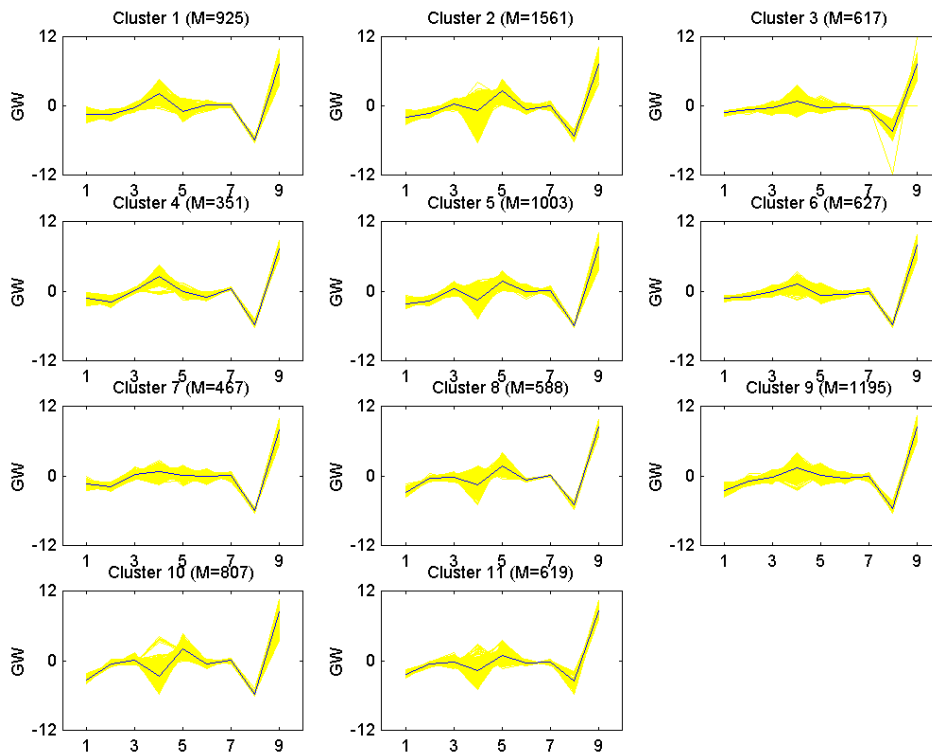 Cluster 1 (M=925)
Cluster 2 (M=1561)
Cluster 3 (M=617)
12
12
12
GW
0
GW
0
GW
0
-12
-12
-12
1 3 5 7 9
1 3 5 7 9
1 3 5 7 9
Cluster 4 (M=351)
Cluster 5 (M=1003)
Cluster 6 (M=627)
12
12
12
GW
0
GW
0
GW
0
-12
-12
-12
1 3 5 7 9
1 3 5 7 9
1 3 5 7 9
Cluster 7 (M=467)
Cluster 8 (M=588)
Cluster 9 (M=1195)
12
12
12
GW
0
GW
0
GW
0
-12
-12
-12
1 3 5 7 9
1 3 5 7 9
1 3 5 7 9
Cluster 10 (M=807)
Cluster 11 (M=619)
12
12
GW
0
GW
0
-12
-12
1 3 5 7 9
1 3 5 7 9